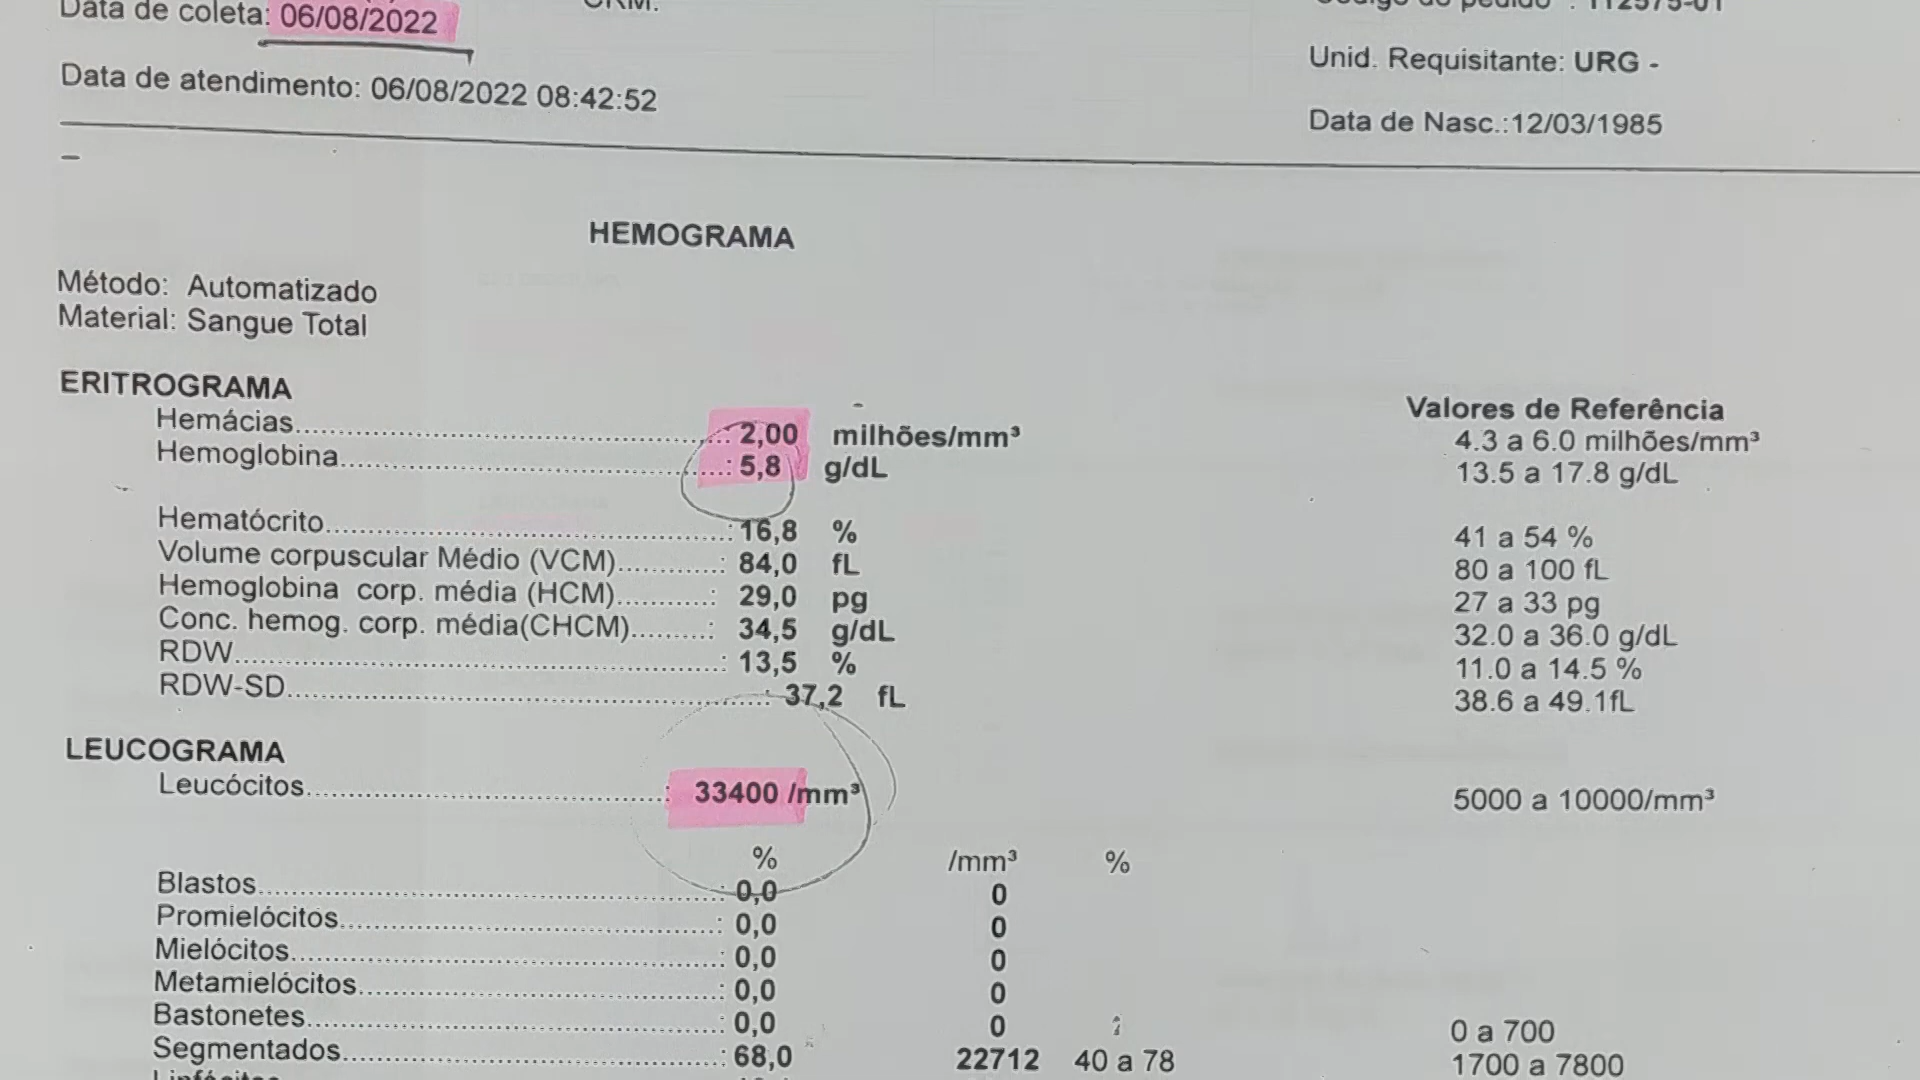 Data de coleta: 06/08/2022
CRM:
Unid. Requisitante: URG -
Data de atendimento: 06/08/2022 08:42:52
Data de Nasc.:12/03/1985
HEMOGRAMA
Método: Automatizado
Material: Sangue Total
ERITROGRAMA
Valores de Referência
Hemácias....: 2,00 milhões/mm³ 4.3 a 6.0 milhões/mm³
Hemoglobina....: 5,8 g/dL 13.5 a 17.8 g/dL
Hematócrito....: 16,8 % 41 a 54 %
Volume corpuscular Médio (VCM)....: 84,0 fL 80 a 100 fL
Hemoglobina corp. média (HCM)....: 29,0 pg 27 a 33 pg
Conc. hemog. corp. média(CHCM)....: 34,5 g/dL 32.0 a 36.0 g/dL
RDW....: 13,5 % 11.0 a 14.5 %
RDW-SD....: 37,2 fL 38.6 a 49.1fL
LEUCOGRAMA
Leucócitos....: 33400 /mm³ 5000 a 10000/mm³
% /mm³ %
Blastos....: 0,0 0
Promielócitos....: 0,0 0
Mielócitos....: 0,0 0
Metamielócitos....: 0,0 0
Bastonetes....: 0,0 0 0 a 700
Segmentados....: 68,0 22712 40 a 78 1700 a 7800